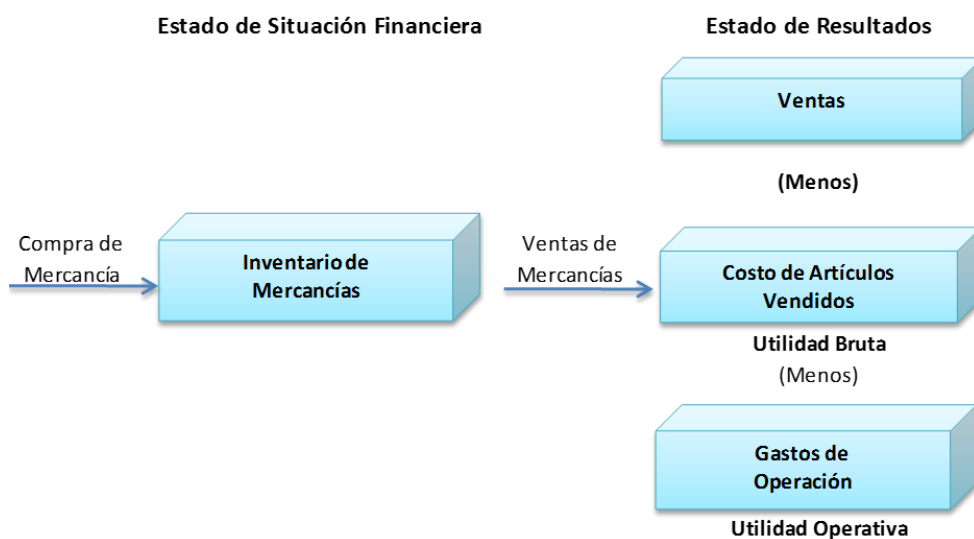 Estado de Situación Financiera
Estado de Resultados
Ventas
(Menos)
Compra de
Mercancía
Inventario de
Mercancías
Ventas de
Mercancías
Costo de Artículos
Vendidos
Utilidad Bruta
(Menos)
Gastos de
Operación
Utilidad Operativa